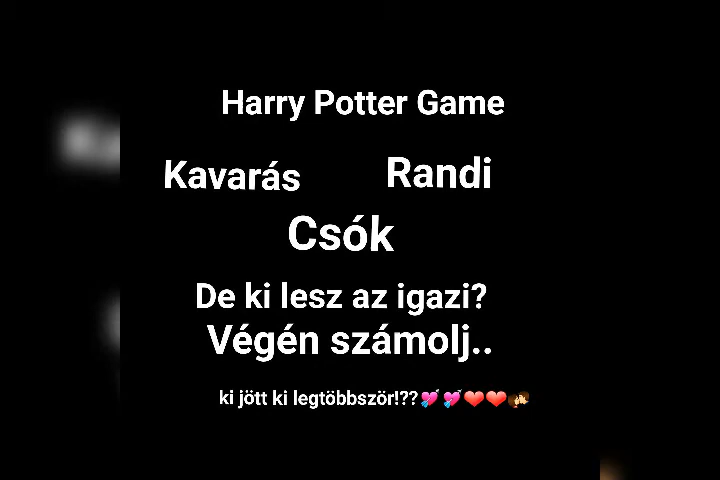 Harry Potter Game
Kavarás Randi
Csók
De ki lesz az igazi?
Végén számolj..
ki jött ki legtöbbször!??💘💘❤️❤️💏